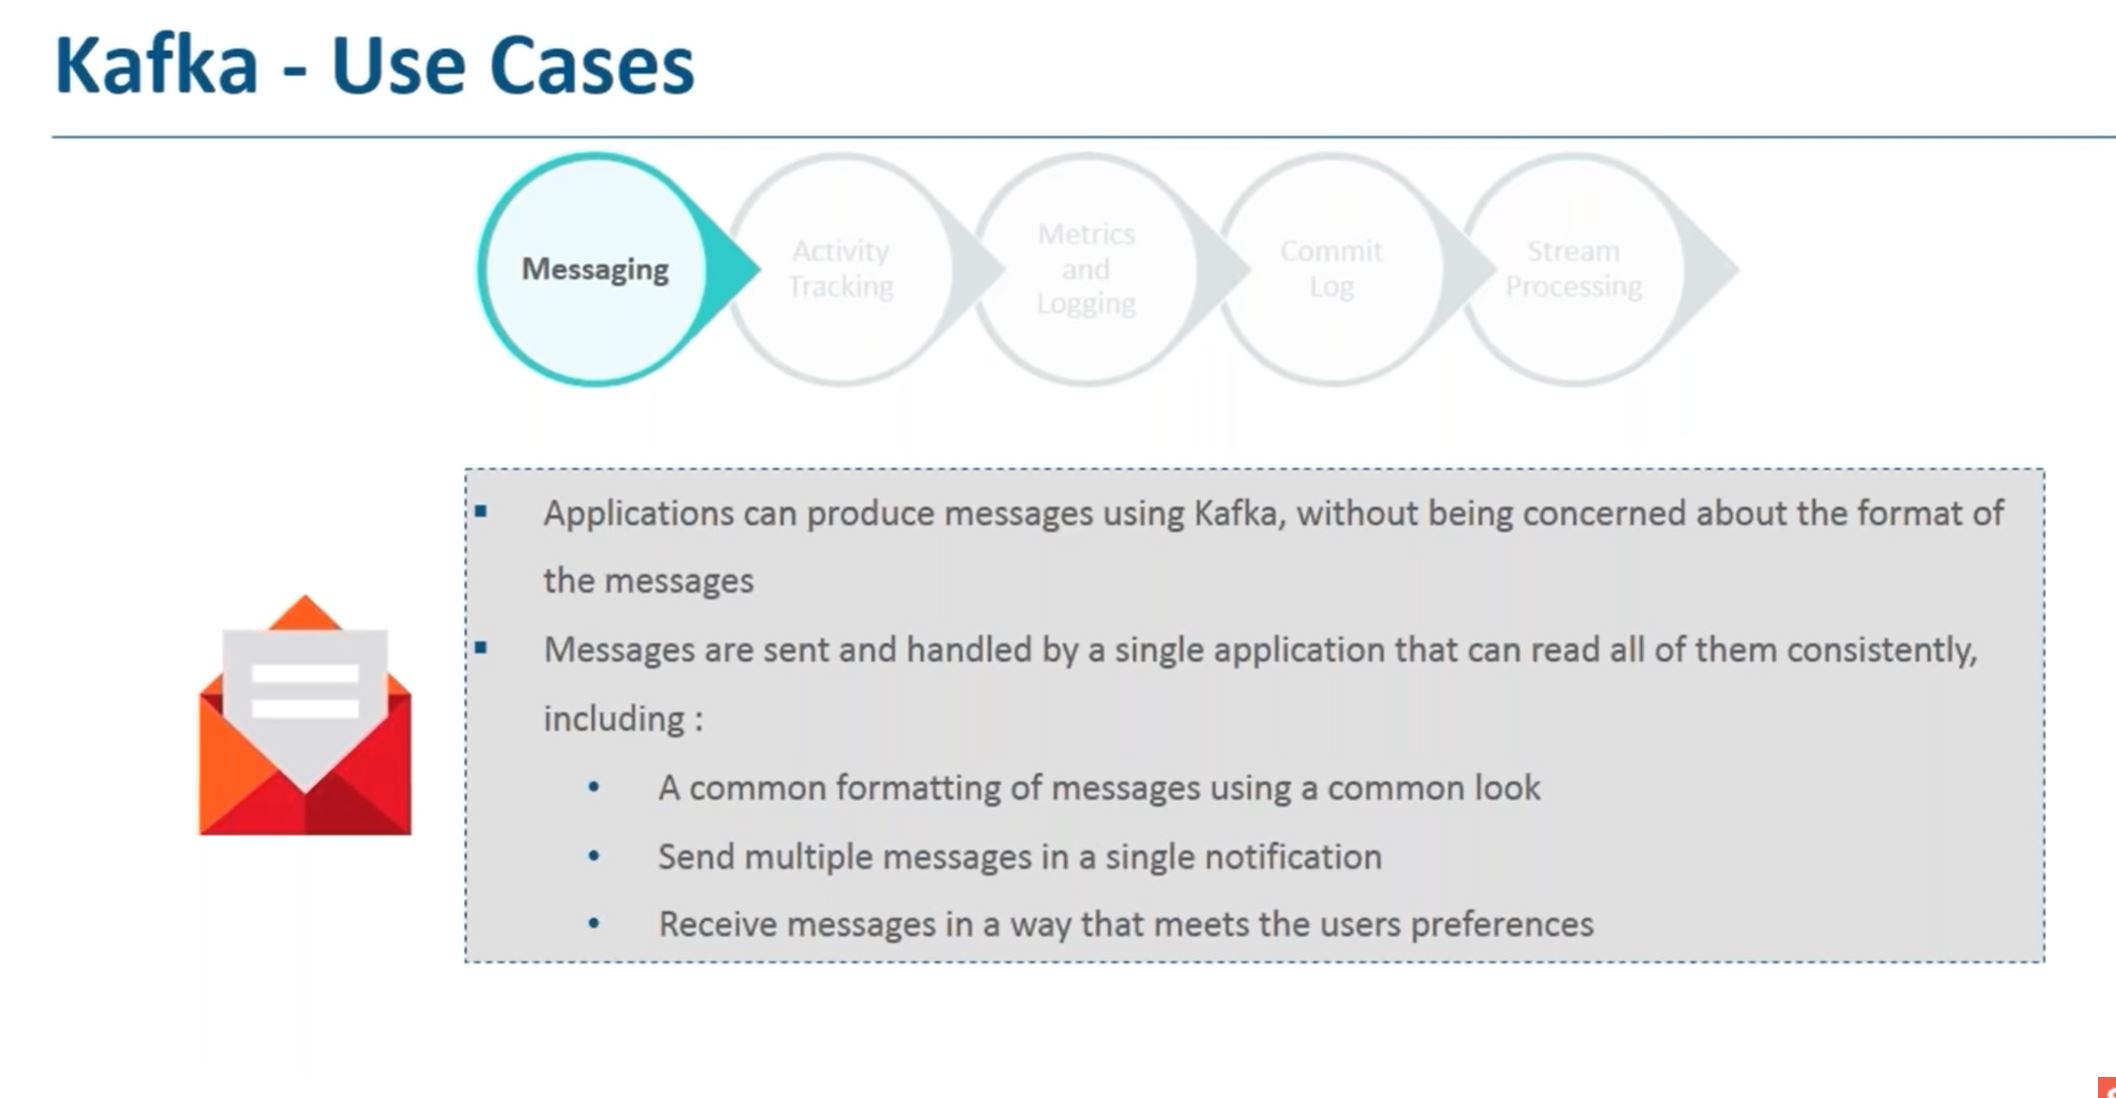 Kafka - Use Cases
Messaging
Activity
Tracking
Metrics
and
Logging
Commit
Log
Stream
Processing
Applications can produce messages using Kafka, without being concerned about the format of
the messages
Messages are sent and handled by a single application that can read all of them consistently,
including :
A common formatting of messages using a common look
Send multiple messages in a single notification
Receive messages in a way that meets the users preferences